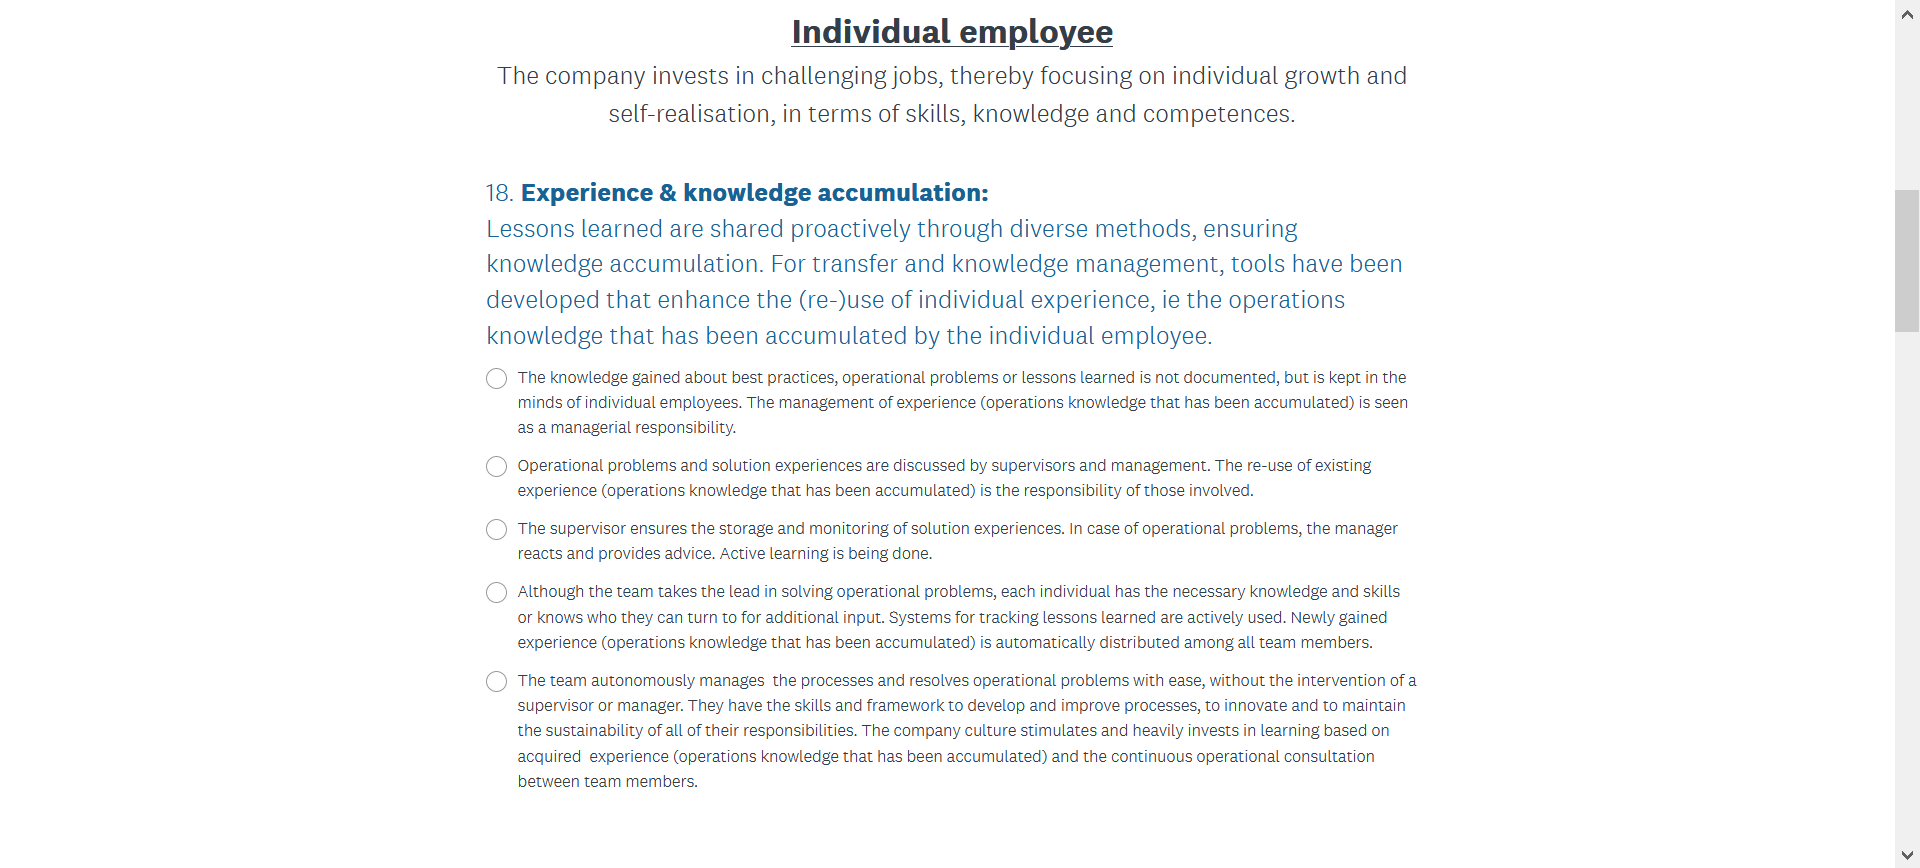 Individual employee
The company invests in challenging jobs, thereby focusing on individual growth and
self-realisation, in terms of skills, knowledge and competences.
18. Experience & knowledge accumulation:
Lessons learned are shared proactively through diverse methods, ensuring
knowledge accumulation. For transfer and knowledge management, tools have been
developed that enhance the (re-)use of individual experience, ie the operations
knowledge that has been accumulated by the individual employee.
The knowledge gained about best practices, operational problems or lessons learned is not documented, but is kept in the
minds of individual employees. The management of experience (operations knowledge that has been accumulated) is seen
as a managerial responsibility.
Operational problems and solution experiences are discussed by supervisors and management. The re-use of existing
experience (operations knowledge that has been accumulated) is the responsibility of those involved.
The supervisor ensures the storage and monitoring of solution experiences. In case of operational problems, the manager
reacts and provides advice. Active learning is being done.
Although the team takes the lead in solving operational problems, each individual has the necessary knowledge and skills
or knows who they can turn to for additional input. Systems for tracking lessons learned are actively used. Newly gained
experience (operations knowledge that has been accumulated) is automatically distributed among all team members.
The team autonomously manages  the processes and resolves operational problems with ease, without the intervention of a
supervisor or manager. They have the skills and framework to develop and improve processes, to innovate and to maintain
the sustainability of all of their responsibilities. The company culture stimulates and heavily invests in learning based on
acquired  experience (operations knowledge that has been accumulated) and the continuous operational consultation
between team members.